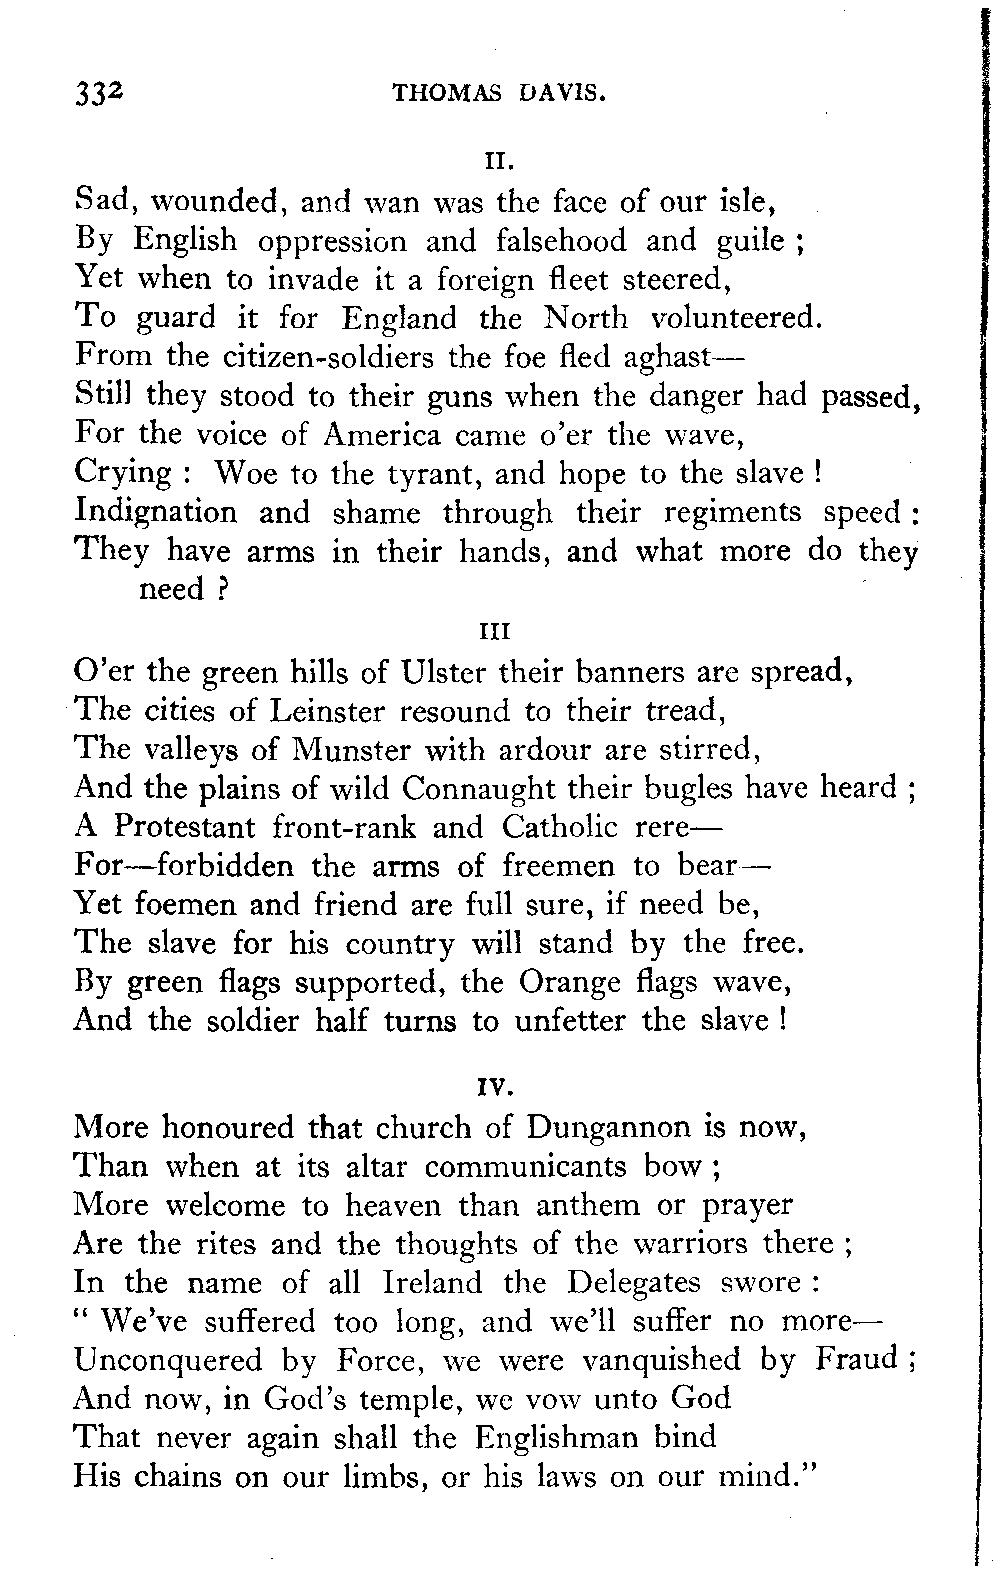 332 THOMAS DAVIS.
II.
Sad, wounded, and wan was the face of our isle,
By English oppression and falsehood and guile ;
Yet when to invade it a foreign fleet steered,
To guard it for England the North volunteered.
From the citizen-soldiers the foe fled aghast—
Still they stood to their guns when the danger had passed,
For the voice of America came o'er the wave,
Crying : Woe to the tyrant, and hope to the slave !
Indignation and shame through their regiments speed :
They have arms in their hands, and what more do they
need ?
III
O'er the green hills of Ulster their banners are spread,
The cities of Leinster resound to their tread,
The valleys of Munster with ardour are stirred,
And the plains of wild Connaught their bugles have heard ;
A Protestant front-rank and Catholic rere—
For—forbidden the arms of freemen to bear—
Yet foemen and friend are full sure, if need be,
The slave for his country will stand by the free.
By green flags supported, the Orange flags wave,
And the soldier half turns to unfetter the slave !
IV.
More honoured that church of Dungannon is now,
Than when at its altar communicants bow ;
More welcome to heaven than anthem or prayer
Are the rites and the thoughts of the warriors there ;
In the name of all Ireland the Delegates swore :
“ We've suffered too long, and we'll suffer no more—
Unconquered by Force, we were vanquished by Fraud ;
And now, in God's temple, we vow unto God
That never again shall the Englishman bind
His chains on our limbs, or his laws on our mind.”